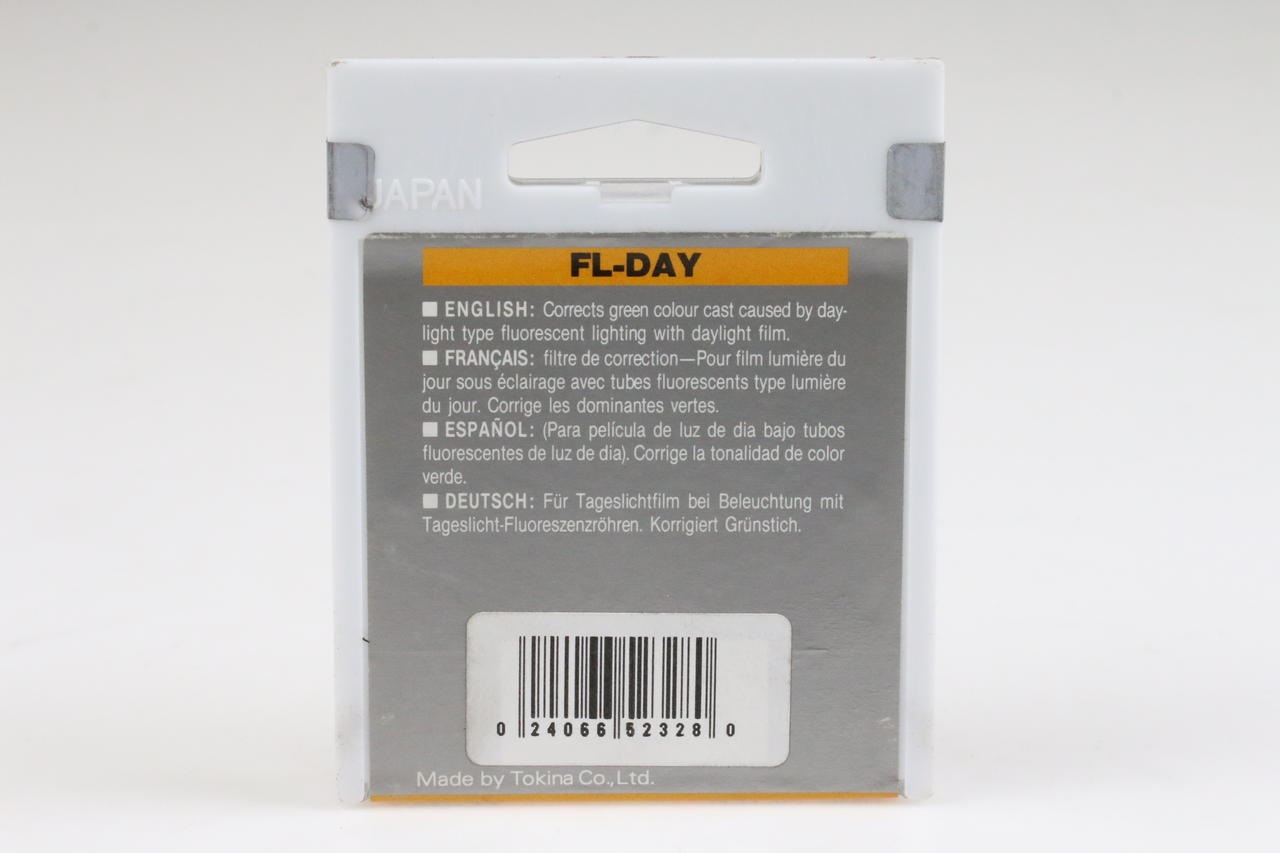 JAPAN
FL-DAY
■ ENGLISH: Corrects green colour cast caused by day-
light type fluorescent lighting with daylight film.
■ FRANÇAIS: filtre de correction—Pour film lumière du
jour sous éclairage avec tubes fluorescents type lumière
du jour. Corrige les dominantes vertes.
■ ESPAÑOL: (Para película de luz de dia bajo tubos
fluorescentes de luz de dia). Corrige la tonalidad de color
verde.
■ DEUTSCH: Für Tageslichtfilm bei Beleuchtung mit
Tageslicht-Fluoreszenzröhren. Korrigiert Grünstich.
0 24066 52328 0
Made by Tokina Co.,Ltd.